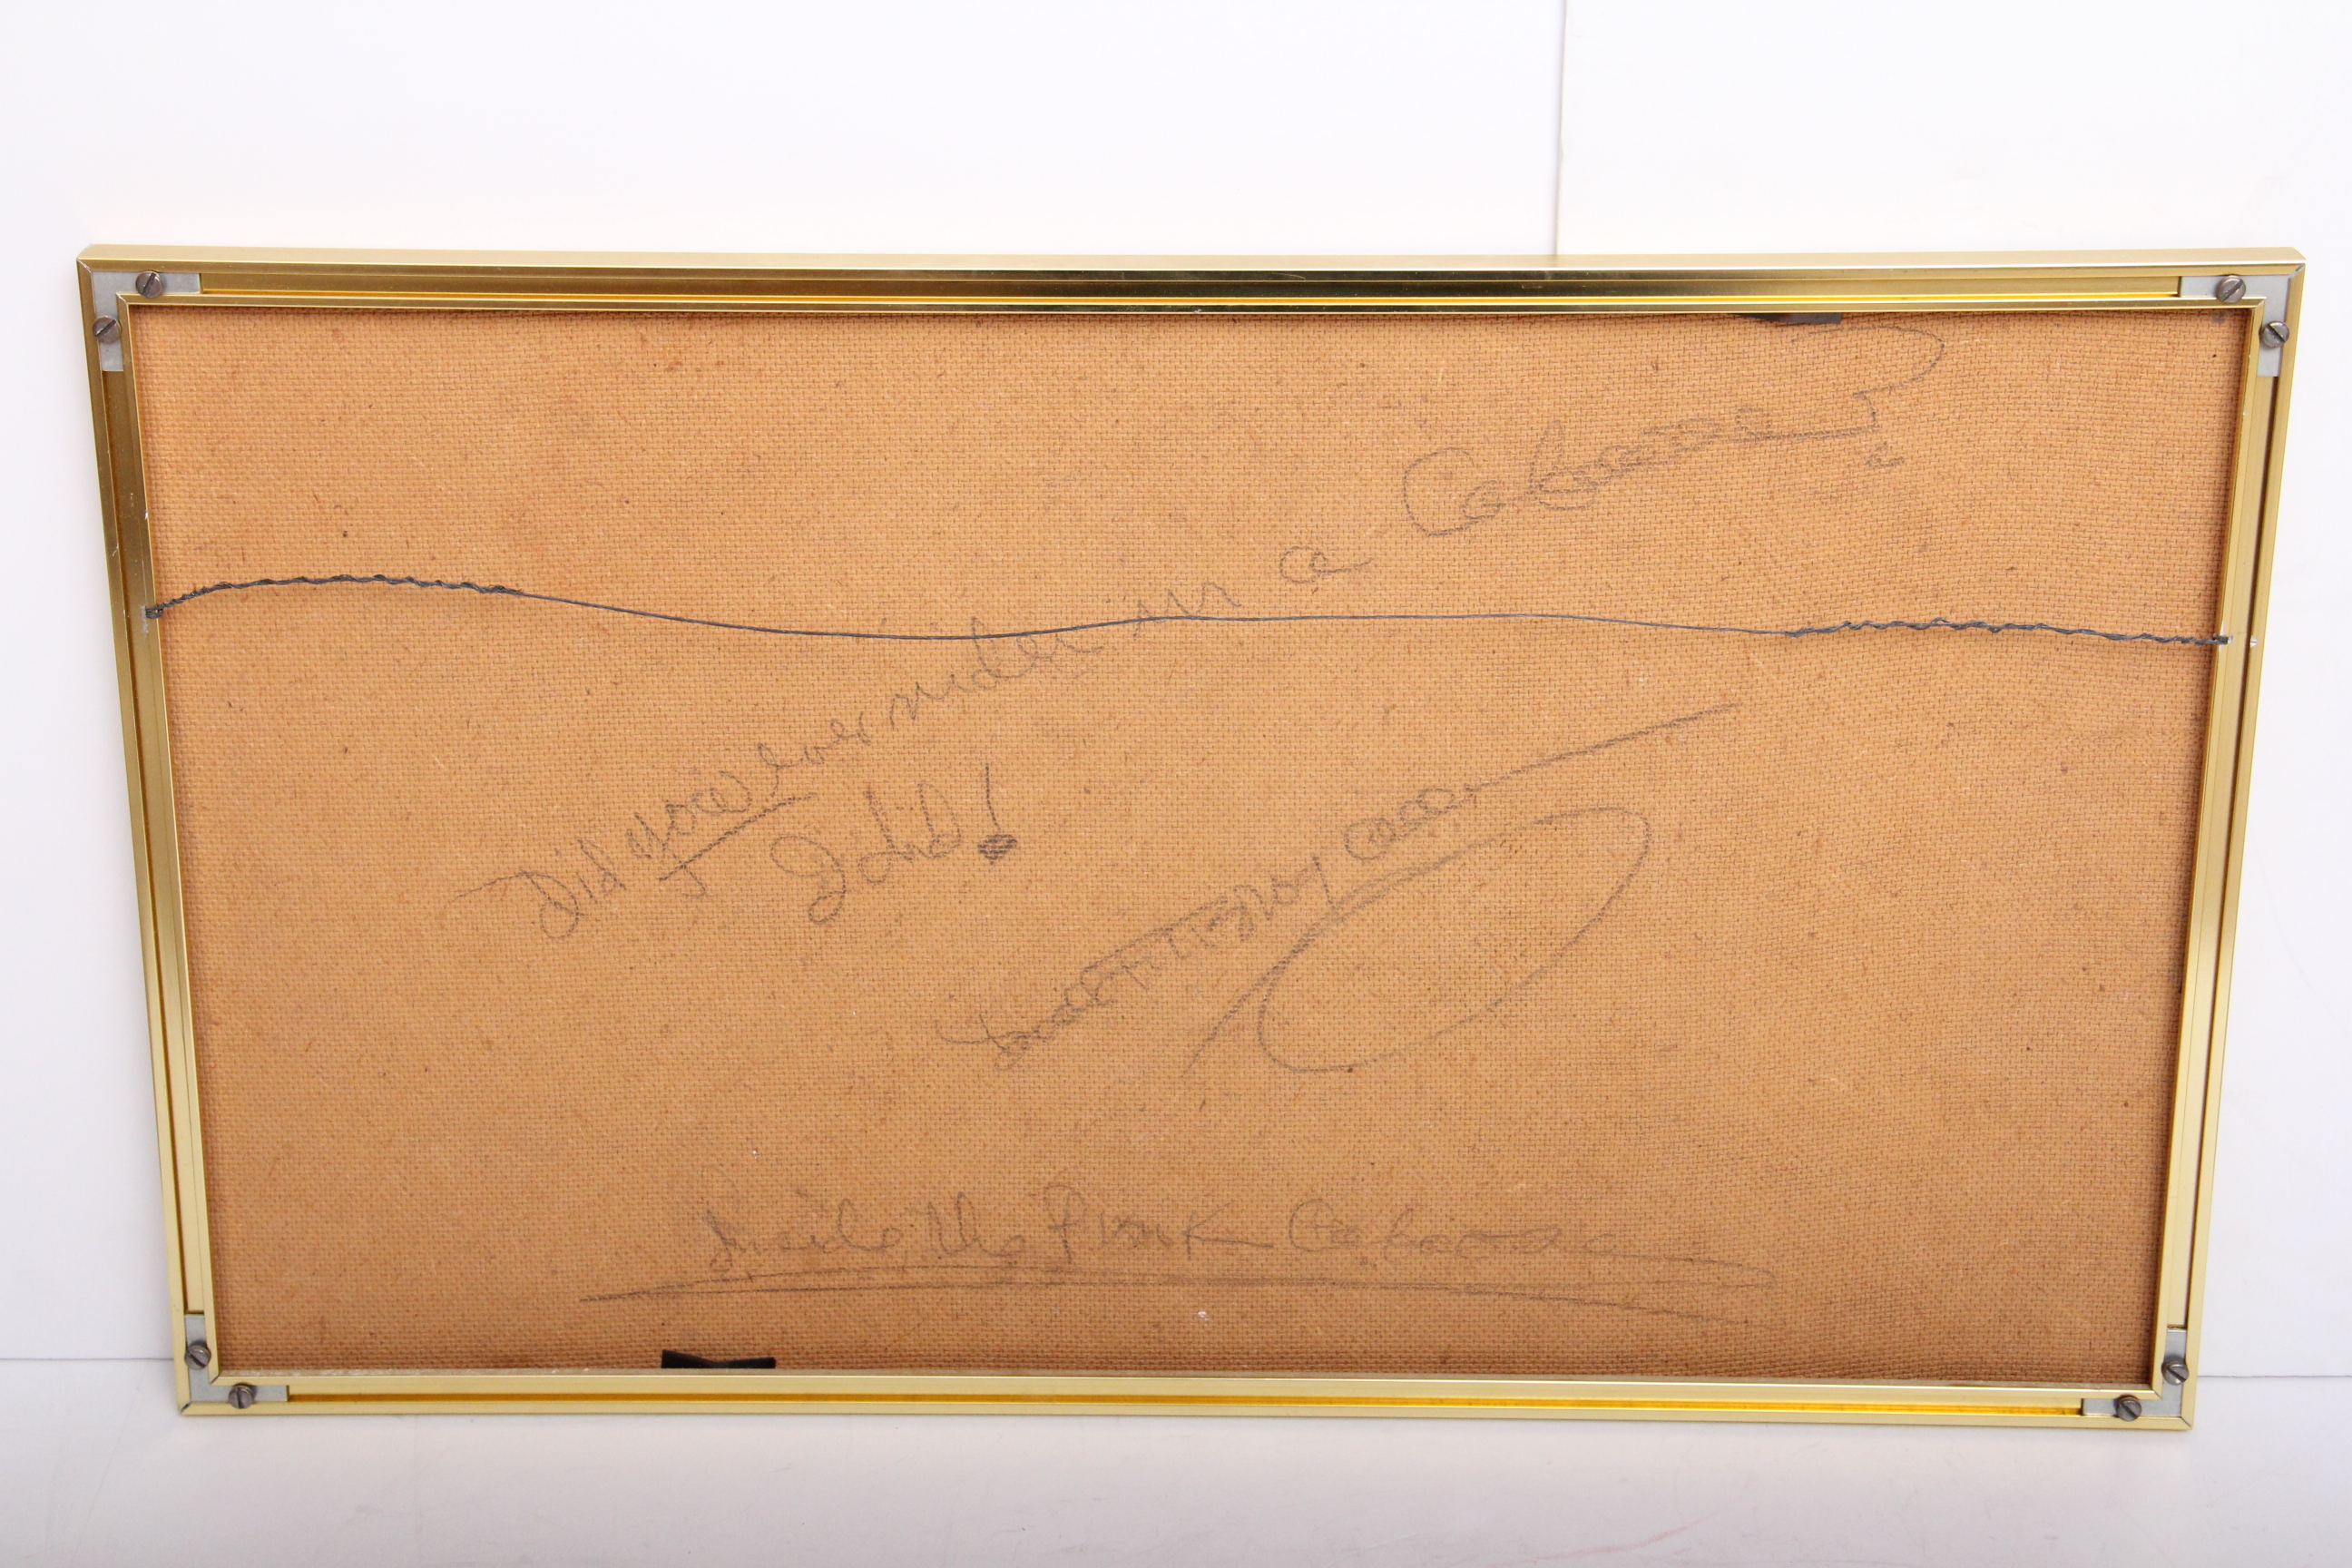 Did you ever ride in a Caboose?
I did!
Inside the Pink Caboose